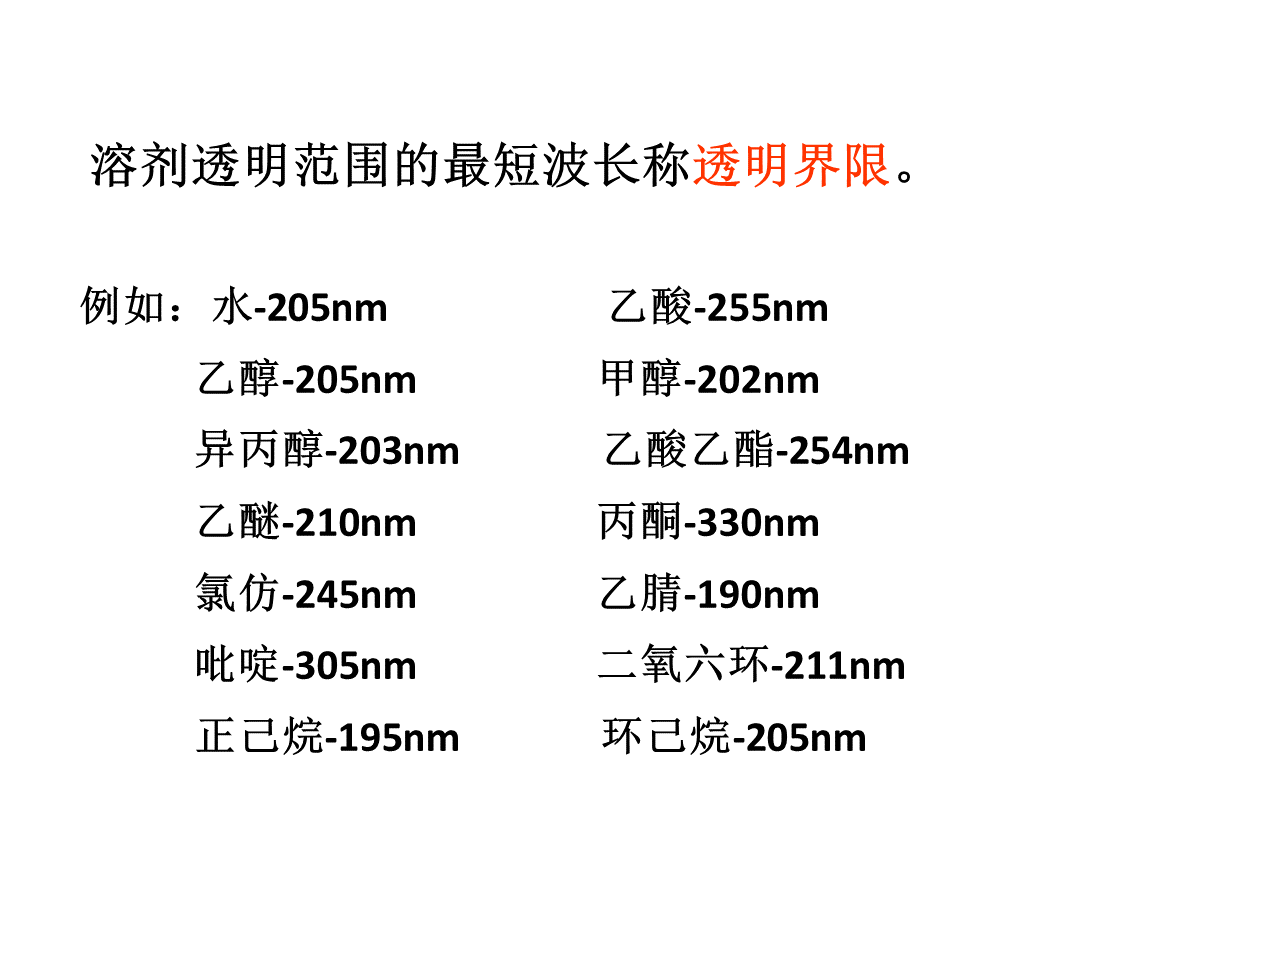 溶剂透明范围的最短波长称透明界限。
例如：水-205nm 乙酸-255nm
乙醇-205nm 甲醇-202nm
异丙醇-203nm 乙酸乙酯-254nm
乙醚-210nm 丙酮-330nm
氯仿-245nm 乙腈-190nm
吡啶-305nm 二氧六环-211nm
正己烷-195nm 环己烷-205nm